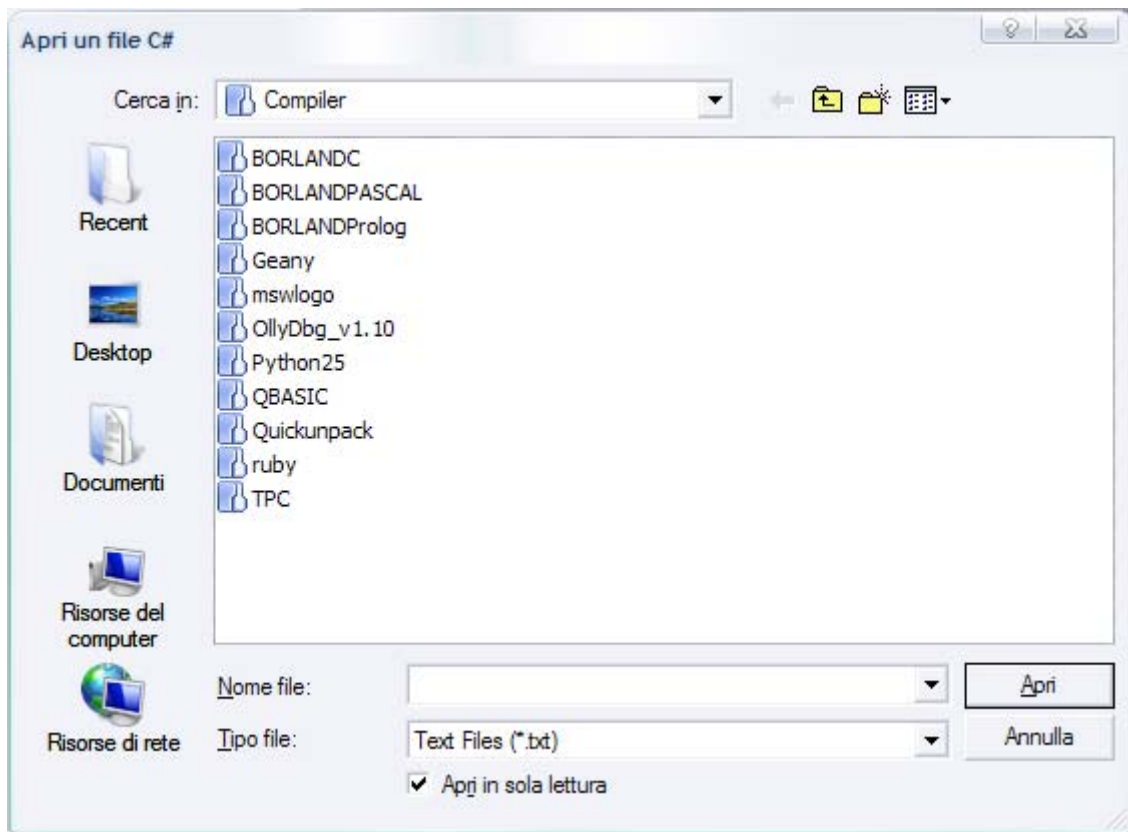 Apri un file C#
Cerca in: Compiler
BORLANDC
BORLANDPASCAL
BORLANDProlog
Geany
mswlogo
OllyDbg_v1.10
Python25
QBASIC
Quickunpack
ruby
TPC
Recent
Desktop
Documenti
Risorse del
computer
Risorse di rete
Nome file:
Apri
Tipo file: Text Files (*.txt)
Annulla
Apri in sola lettura